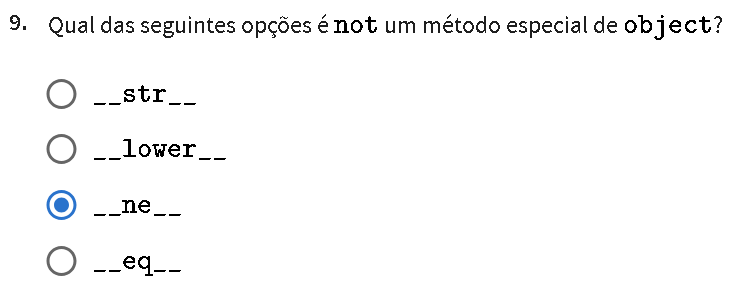 9. Qual das seguintes opções é not um método especial de object?
__str__
__lower__
__ne__
__eq__